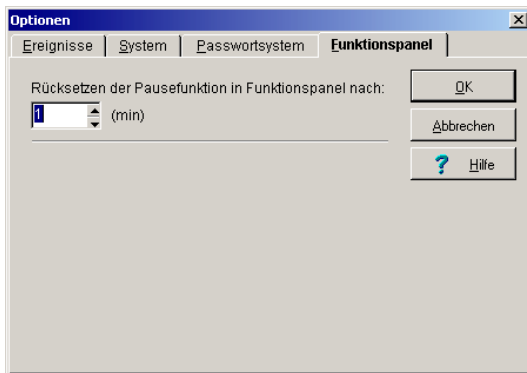 Optionen
Ereignisse System Passwortsystem Funktionspanel
Rücksetzen der Pausefunktion in Funktionspanel nach:
1 (min)
OK
Abbrechen
? Hilfe